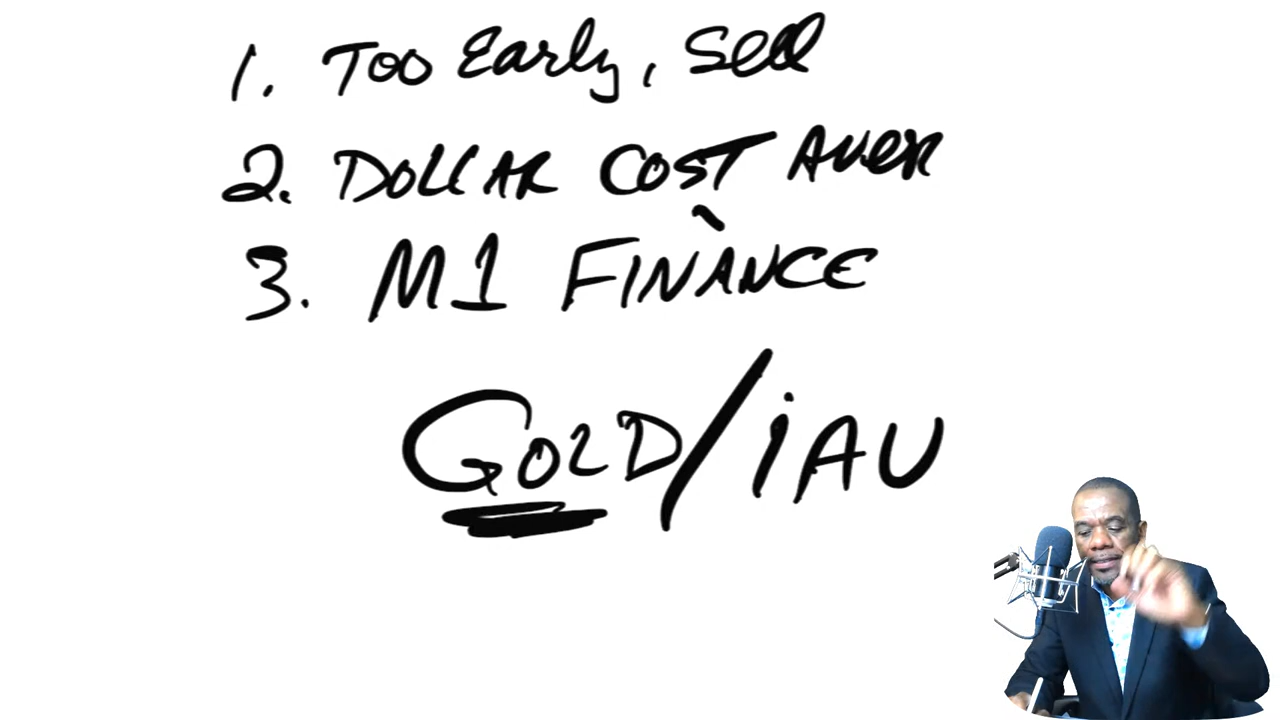 1. Too Early, Sell
2. DOLLAR COST AVER
3. M1 FINANCE
GOLD/iAU